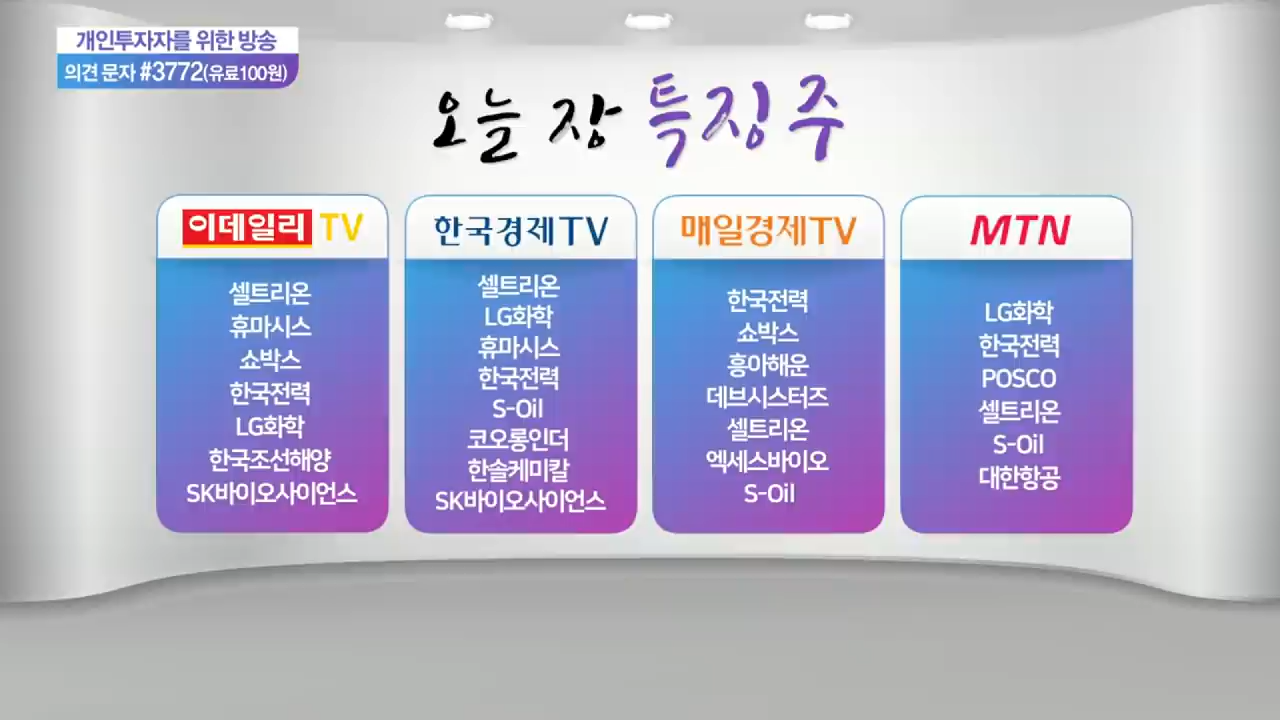 개인투자자를 위한 방송
의견 문자 #3772(유료100원)
오늘 장 특징주
이데일리 TV
셀트리온
휴마시스
쇼박스
한국전력
LG화학
한국조선해양
SK바이오사이언스
한국경제TV
셀트리온
LG화학
휴마시스
한국전력
S-Oil
코오롱인더
한솔케미칼
SK바이오사이언스
매일경제TV
한국전력
쇼박스
흥아해운
데브시스터즈
셀트리온
엑세스바이오
S-Oil
MTN
LG화학
한국전력
POSCO
셀트리온
S-Oil
대한항공